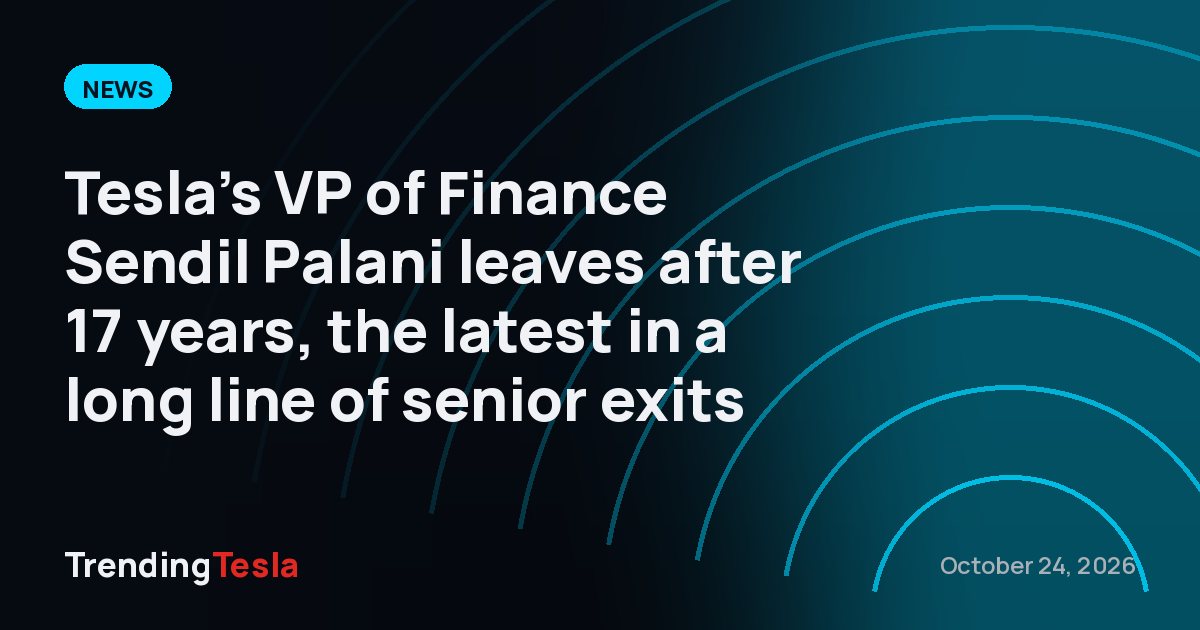 NEWS
Tesla’s VP of Finance
Sendil Palani leaves after
17 years, the latest in a
long line of senior exits
TrendingTesla
October 24, 2026